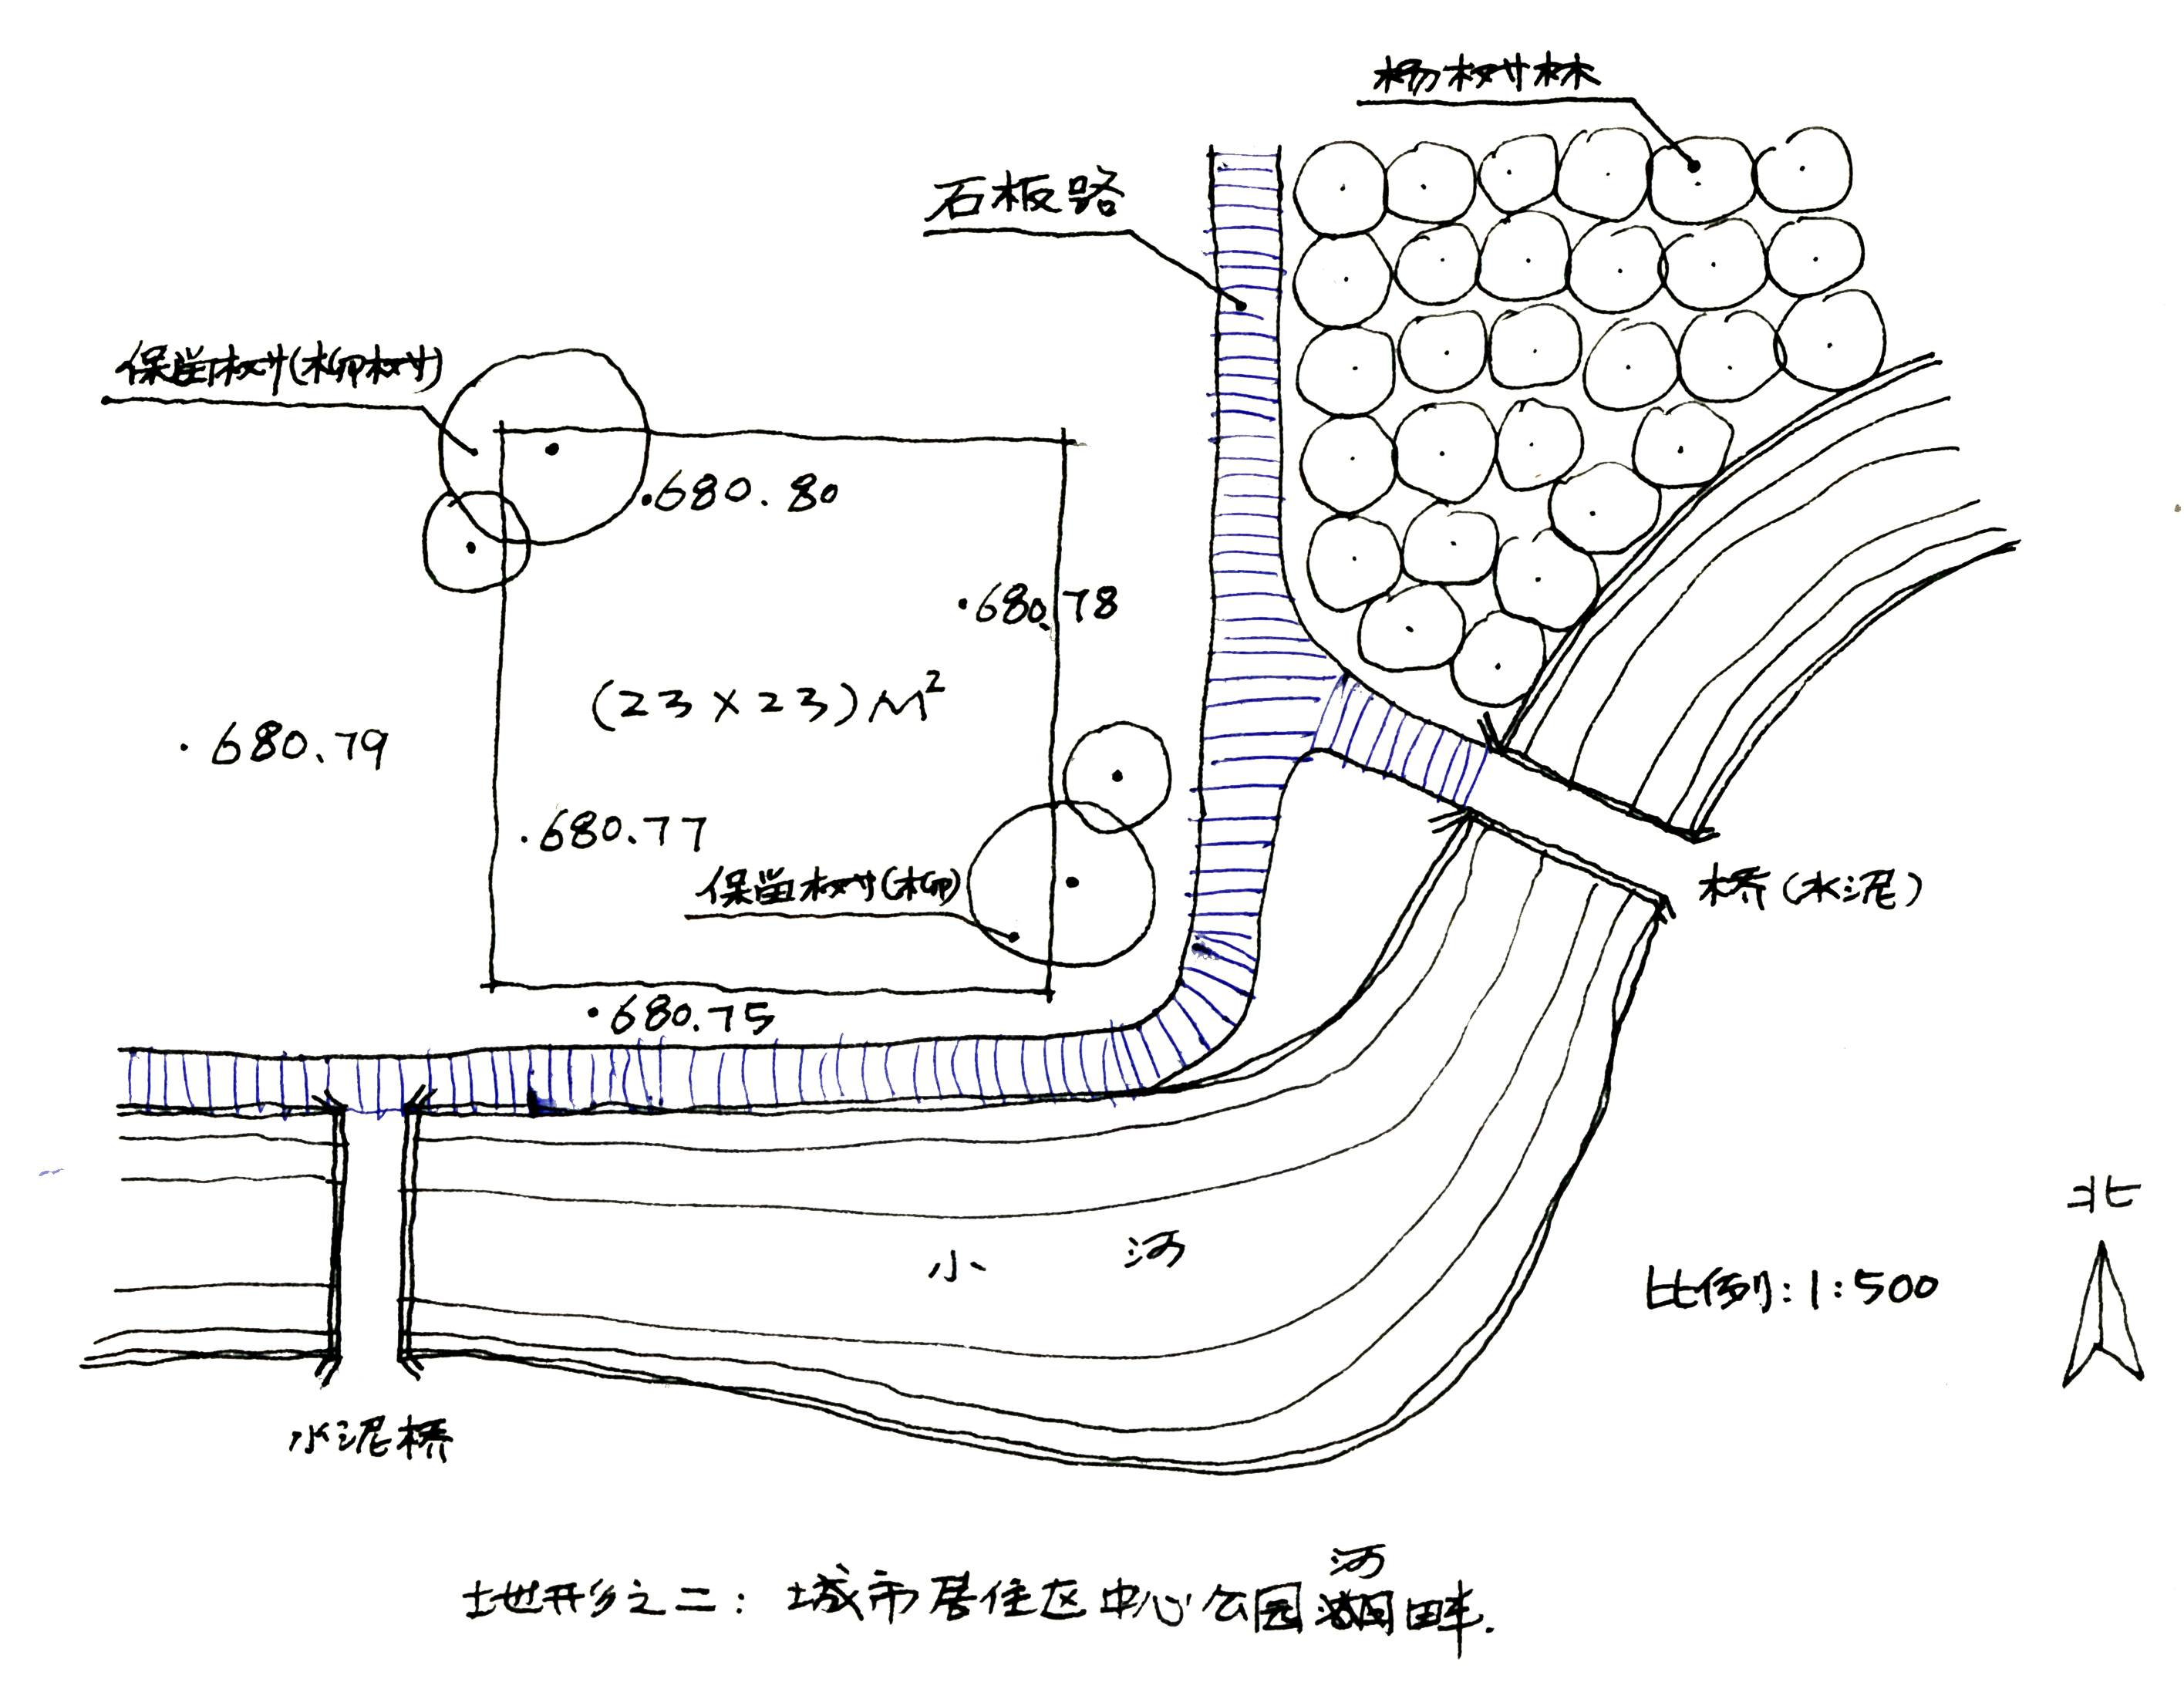 杨树林
石板路
保留树(柳树)
.680.80
.680.78
(23×23)M²
.680.79
.680.77
保留树(柳)
桥(水泥)
.680.75
北
小河
比例:1:500
水泥桥
地形之二:城市居住区中心公园河畔.